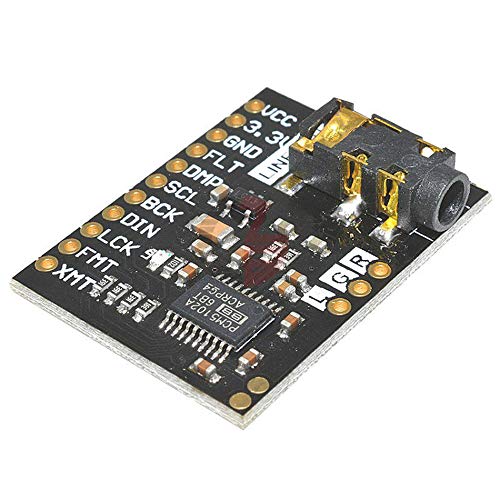 VCC
3.3V
GND
FLT
DMP
SCL
BCK
DIN
LCK
FMT
XMT
LINE
L G R
PCM5102A